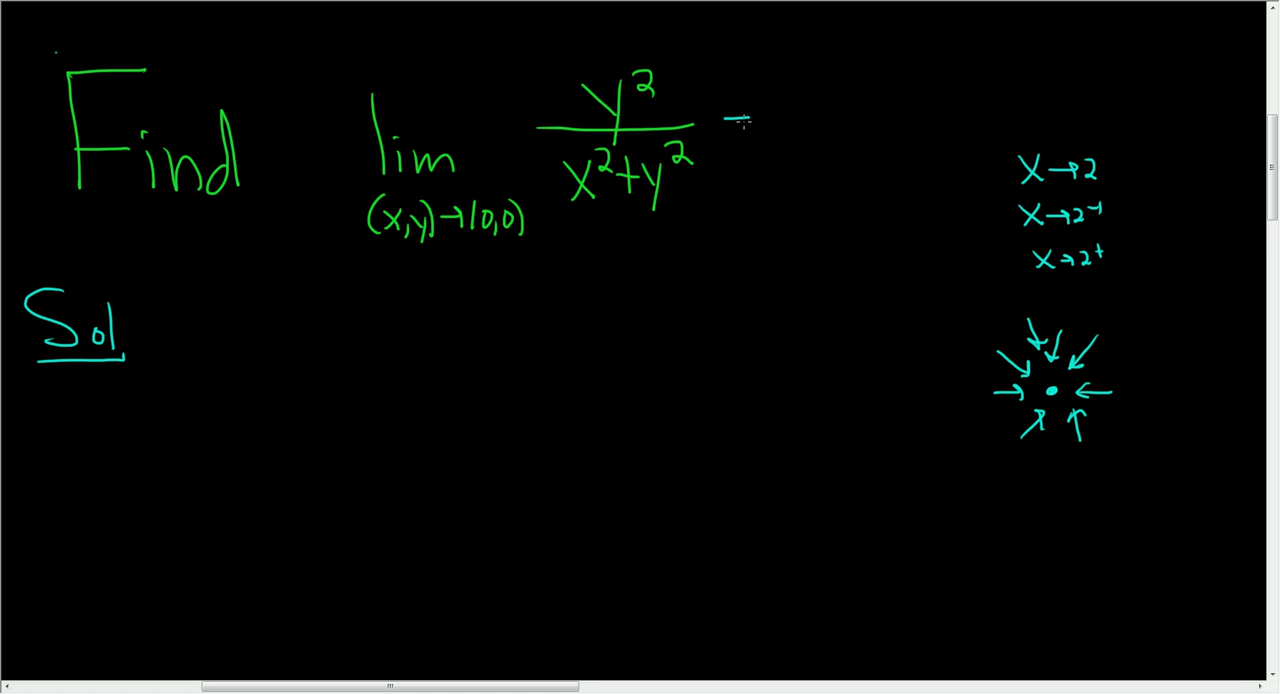 Find lim (x,y)→(0,0) y²/(x²+y²) =
x→2
x→2⁻
x→2⁺
Sol